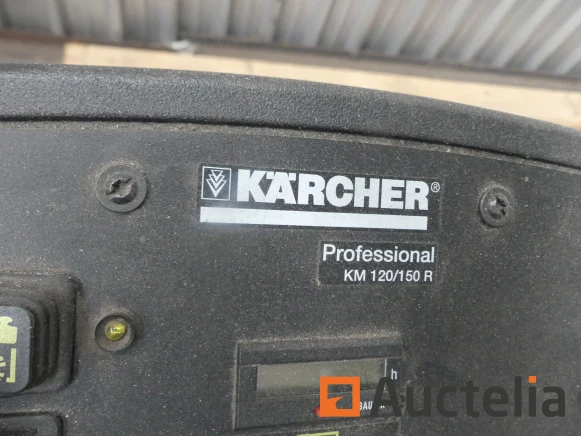 KÄRCHER®
Professional
KM 120/150 R
h
Auctelia